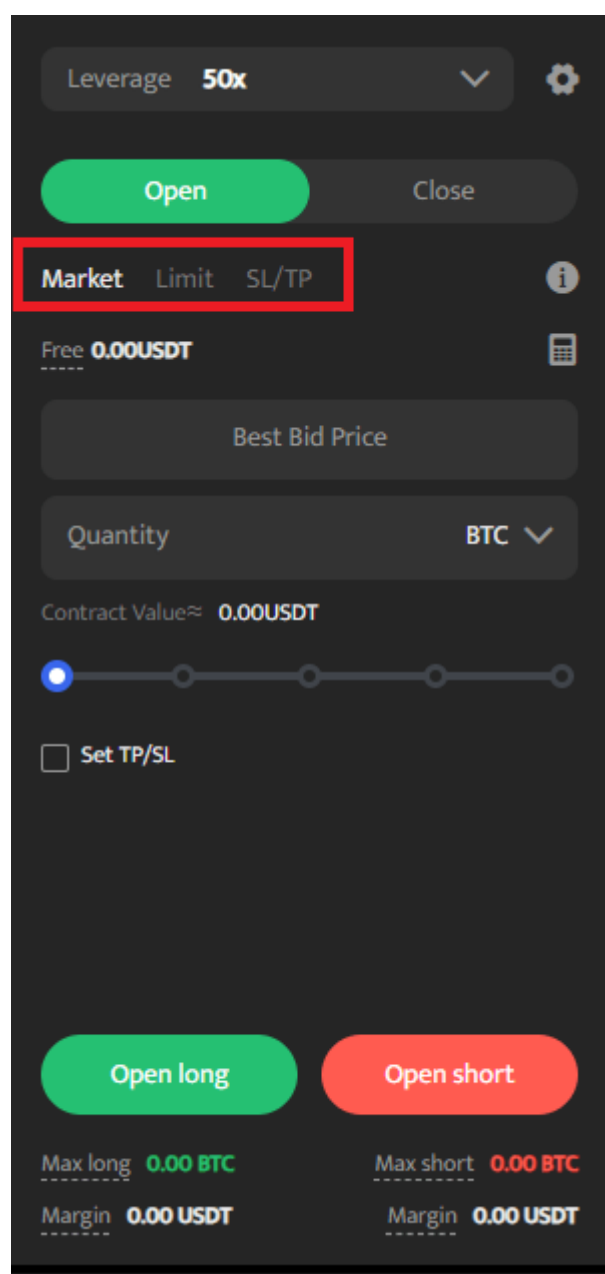 Leverage 50x
Open Close
Market Limit SL/TP
Free 0.00USDT
Best Bid Price
Quantity BTC
Contract Value≈ 0.00USDT
Set TP/SL
Open long Open short
Max long 0.00 BTC Max short 0.00 BTC
Margin 0.00 USDT Margin 0.00 USDT